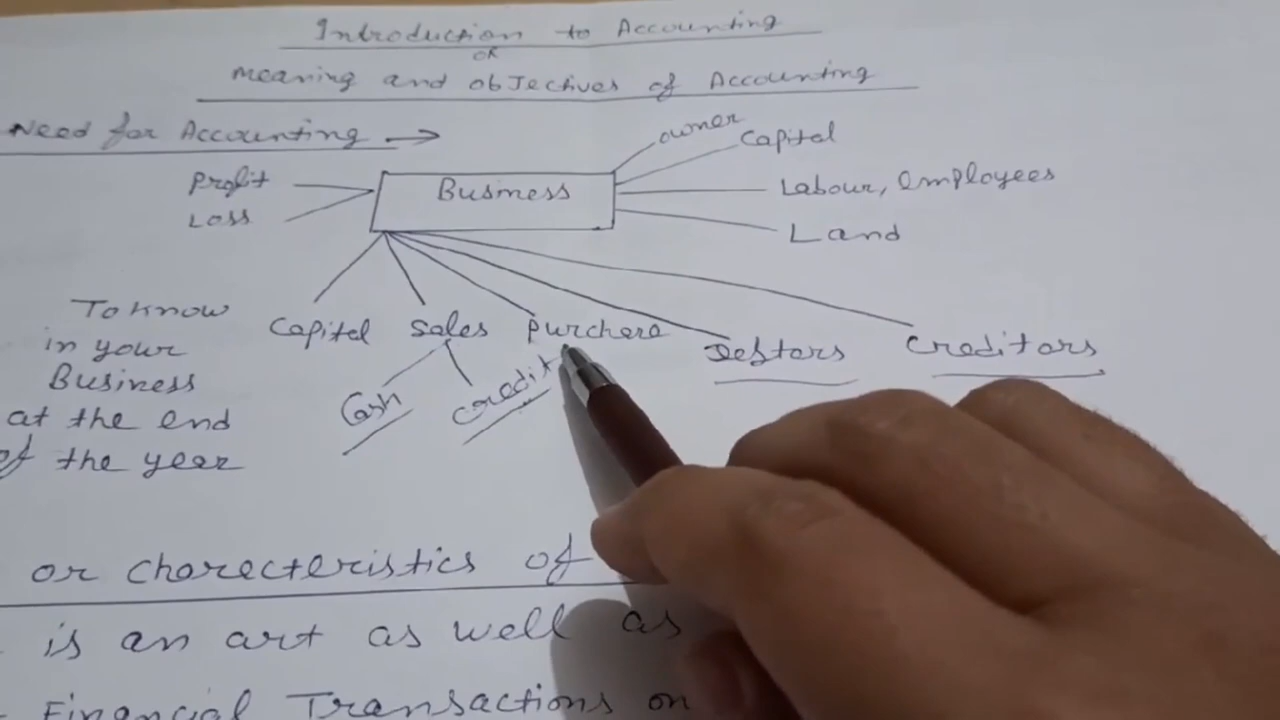 Introduction to Accounting
or
Meaning and objectives of Accounting
Need for Accounting →
owner
Capital
Profit
Business
Labour, Employees
Loss
Land
To know
in your
Business
at the end
of the year
Capital
Sales
Purchere
Debtors
Creditors
Cash
Credit
or charecteristics of
is an art as well as
Financial Transactions on